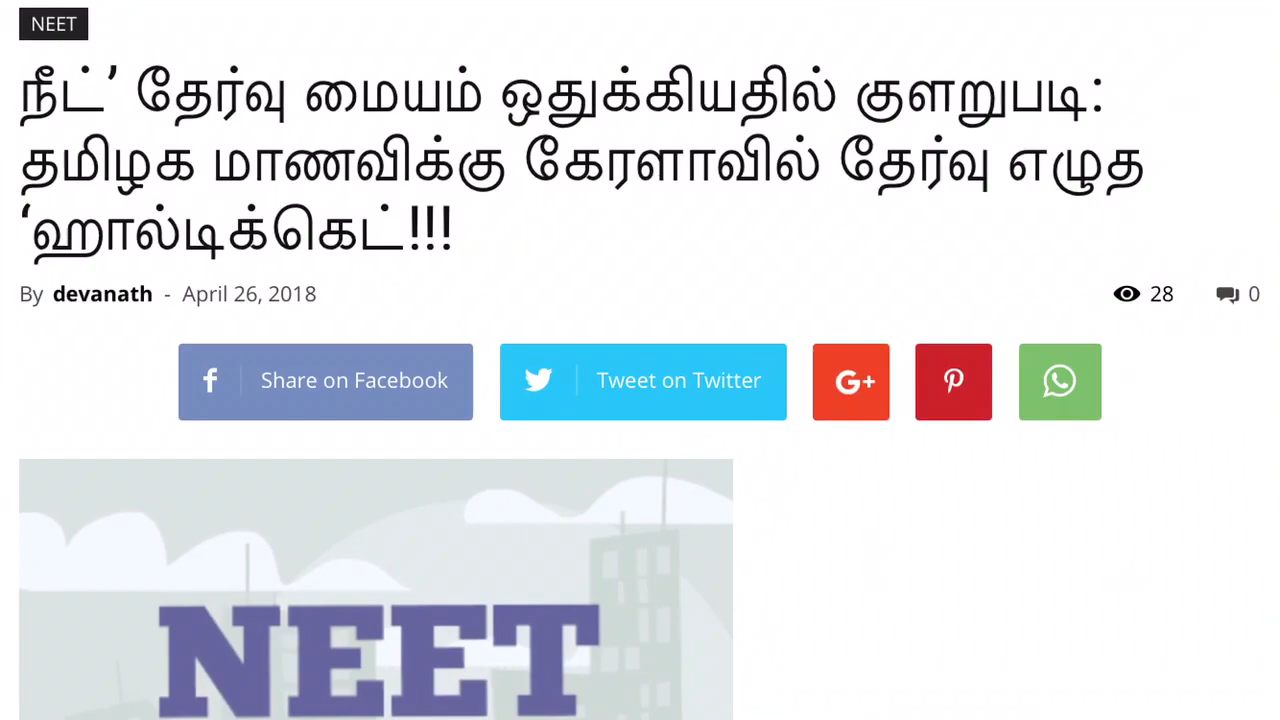 NEET
நீட்’ தேர்வு மையம் ஒதுக்கியதில் குளறுபடி:
தமிழக மாணவிக்கு கேரளாவில் தேர்வு எழுத
‘ஹால்டிக்கெட்!!!
By devanath - April 26, 2018 28 0
Share on Facebook Tweet on Twitter G+
NEET